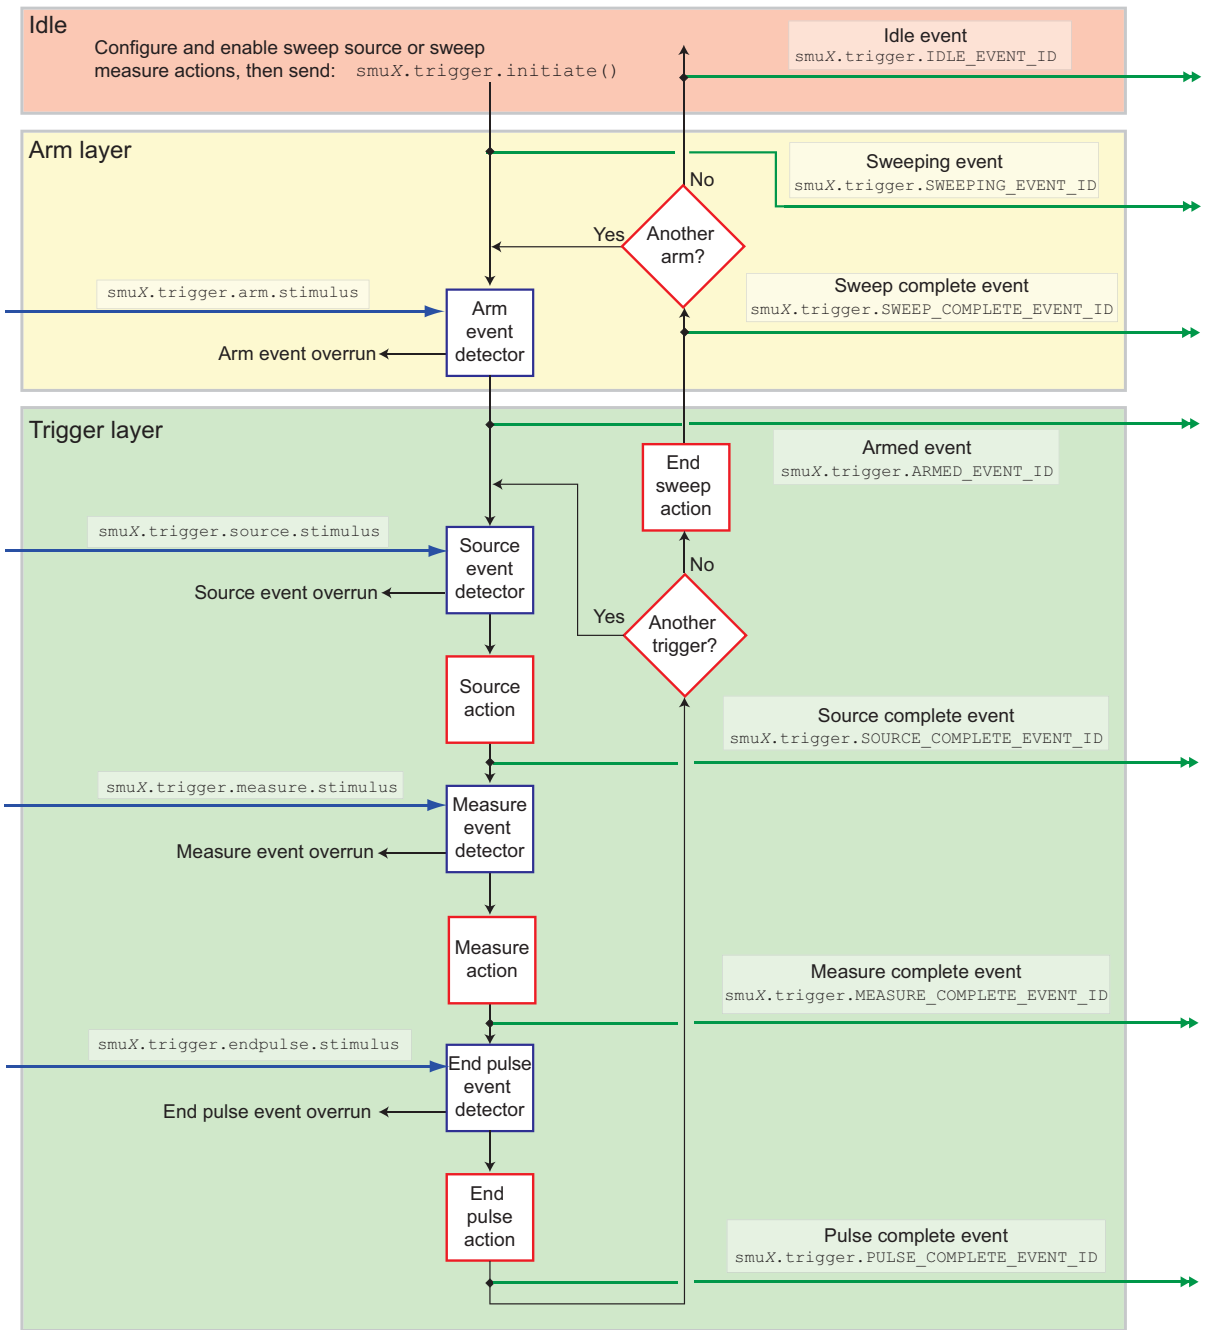 Idle
Configure and enable sweep source or sweep
measure actions, then send: smuX.trigger.initiate()
Idle event
smuX.trigger.IDLE_EVENT_ID
Arm layer
Sweeping event
smuX.trigger.SWEEPING_EVENT_ID
No
Yes
Another
arm?
Sweep complete event
smuX.trigger.SWEEP_COMPLETE_EVENT_ID
smuX.trigger.arm.stimulus
Arm
event
detector
Arm event overrun
Trigger layer
Armed event
smuX.trigger.ARMED_EVENT_ID
End
sweep
action
smuX.trigger.source.stimulus
Source
event
detector
Source event overrun
No
Yes
Another
trigger?
Source
action
Source complete event
smuX.trigger.SOURCE_COMPLETE_EVENT_ID
smuX.trigger.measure.stimulus
Measure
event
detector
Measure event overrun
Measure
action
Measure complete event
smuX.trigger.MEASURE_COMPLETE_EVENT_ID
smuX.trigger.endpulse.stimulus
End pulse
event
detector
End pulse event overrun
End
pulse
action
Pulse complete event
smuX.trigger.PULSE_COMPLETE_EVENT_ID